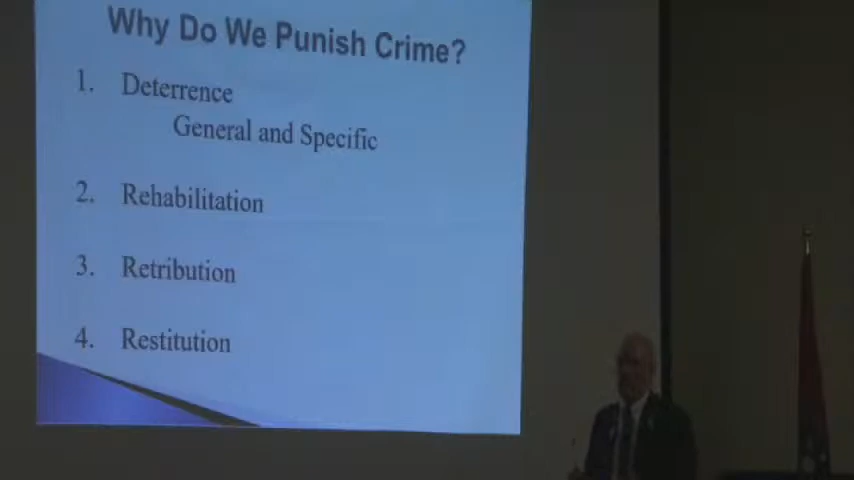 Why Do We Punish Crime?
1. Deterrence
General and Specific
2. Rehabilitation
3. Retribution
4. Restitution